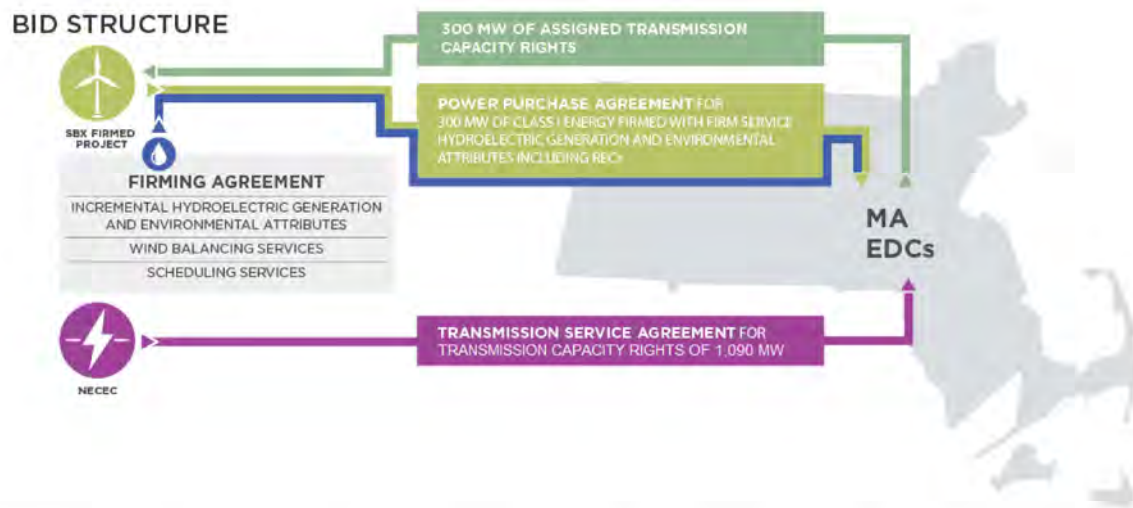 BID STRUCTURE
300 MW OF ASSIGNED TRANSMISSION
CAPACITY RIGHTS
SBX FIRMED
PROJECT
POWER PURCHASE AGREEMENT FOR
300 MW OF CLASS I ENERGY FIRMED WITH FIRM SERVICE
HYDROELECTRIC GENERATION AND ENVIRONMENTAL
ATTRIBUTES INCLUDING RECs
FIRMING AGREEMENT
INCREMENTAL HYDROELECTRIC GENERATION
AND ENVIRONMENTAL ATTRIBUTES
WIND BALANCING SERVICES
SCHEDULING SERVICES
MA
EDCs
TRANSMISSION SERVICE AGREEMENT FOR
TRANSMISSION CAPACITY RIGHTS OF 1,090 MW
NECEC